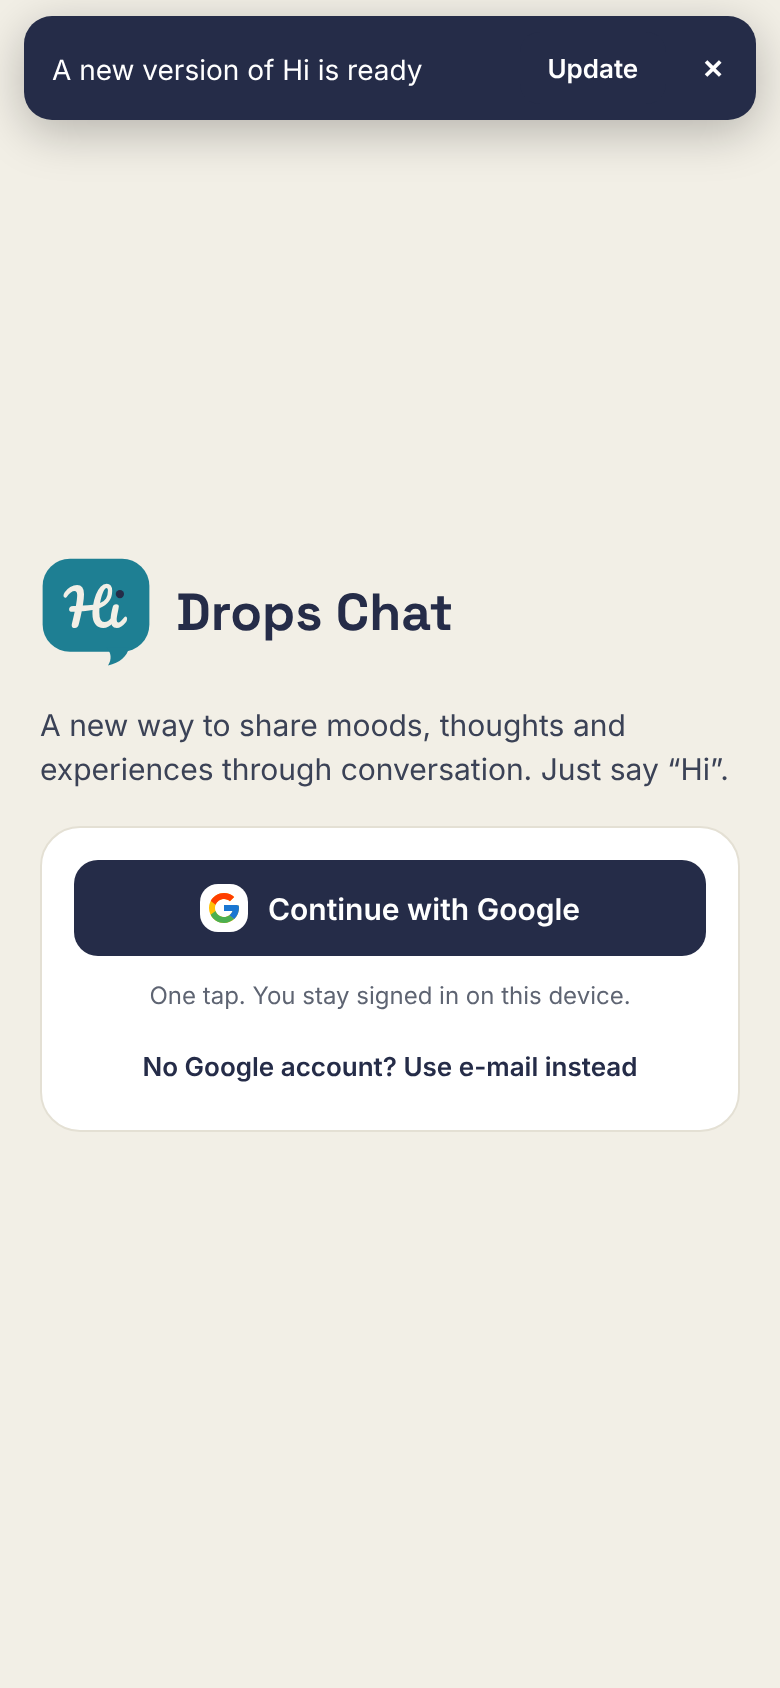 A new version of Hi is ready Update ✕
Hi
Drops Chat
A new way to share moods, thoughts and
experiences through conversation. Just say “Hi”.
Continue with Google
One tap. You stay signed in on this device.
No Google account? Use e-mail instead